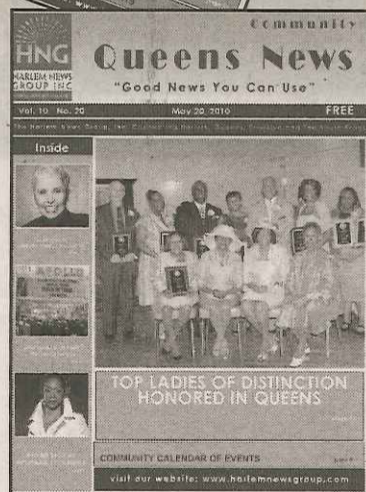 Community
HNG
Queens News
HARLEM NEWS
GROUP INC
"Good News You Can Use"
Vol. 10 No. 20
May 20, 2010
FREE
Inside
APOLLO
TOP LADIES OF DISTINCTION
HONORED IN QUEENS
COMMUNITY CALENDAR OF EVENTS
visit our website: www.harlemnewsgroup.com